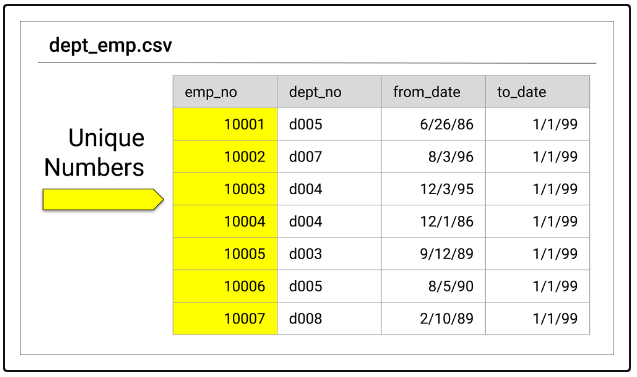 dept_emp.csv
Unique
Numbers
emp_no dept_no from_date to_date
10001 d005 6/26/86 1/1/99
10002 d007 8/3/96 1/1/99
10003 d004 12/3/95 1/1/99
10004 d004 12/1/86 1/1/99
10005 d003 9/12/89 1/1/99
10006 d005 8/5/90 1/1/99
10007 d008 2/10/89 1/1/99